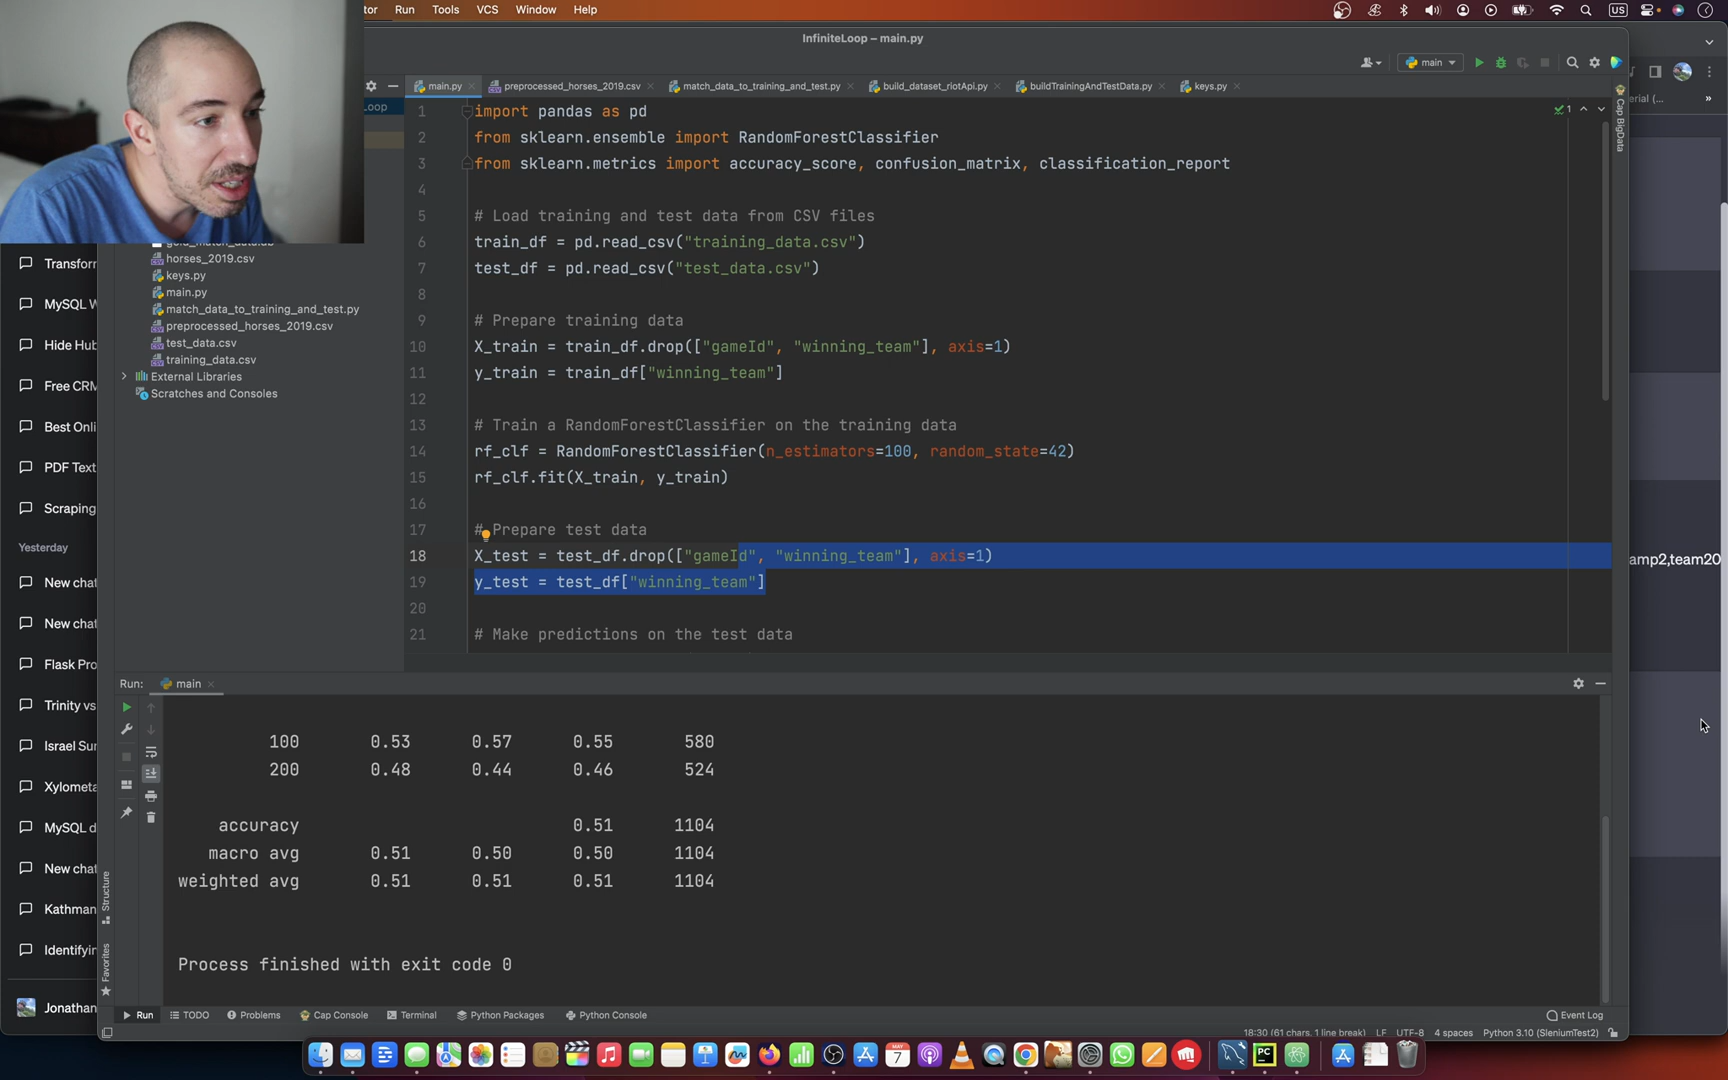 tor Run Tools VCS Window Help
US
InfiniteLoop – main.py
main
main.py preprocessed_horses_2019.csv match_data_to_training_and_test.py build_dataset_riotApi.py buildTrainingAndTestData.py keys.py
Loop
erial (...
»
Cap BigData
1 import pandas as pd
1
2 from sklearn.ensemble import RandomForestClassifier
3 from sklearn.metrics import accuracy_score, confusion_matrix, classification_report
4
5 # Load training and test data from CSV files
6 train_df = pd.read_csv("training_data.csv")
7 test_df = pd.read_csv("test_data.csv")
8
9 # Prepare training data
10 X_train = train_df.drop(["gameId", "winning_team"], axis=1)
11 y_train = train_df["winning_team"]
12
13 # Train a RandomForestClassifier on the training data
14 rf_clf = RandomForestClassifier(n_estimators=100, random_state=42)
15 rf_clf.fit(X_train, y_train)
16
17 # Prepare test data
18 X_test = test_df.drop(["gameId", "winning_team"], axis=1)
19 y_test = test_df["winning_team"]
20
21 # Make predictions on the test data
horses_2019.csv
keys.py
main.py
match_data_to_training_and_test.py
preprocessed_horses_2019.csv
test_data.csv
training_data.csv
External Libraries
Scratches and Consoles
Transforn
MySQL W
Hide Hub
Free CRM
Best Onli
PDF Text
Scraping
Yesterday
New chat
New chat
Flask Pro
Trinity vs
Israel Sur
Xylometa
MySQL d
New chat
Kathman
Identifyin
Jonathan
amp2,team20
Run: main
100 0.53 0.57 0.55 580
200 0.48 0.44 0.46 524
accuracy 0.51 1104
macro avg 0.51 0.50 0.50 1104
weighted avg 0.51 0.51 0.51 1104
Process finished with exit code 0
Structure
Favorites
Run TODO Problems Cap Console Terminal Python Packages Python Console
Event Log
18:30 (61 chars, 1 line break) LF UTF-8 4 spaces Python 3.10 (SleniumTest2)
MAY
7
PC